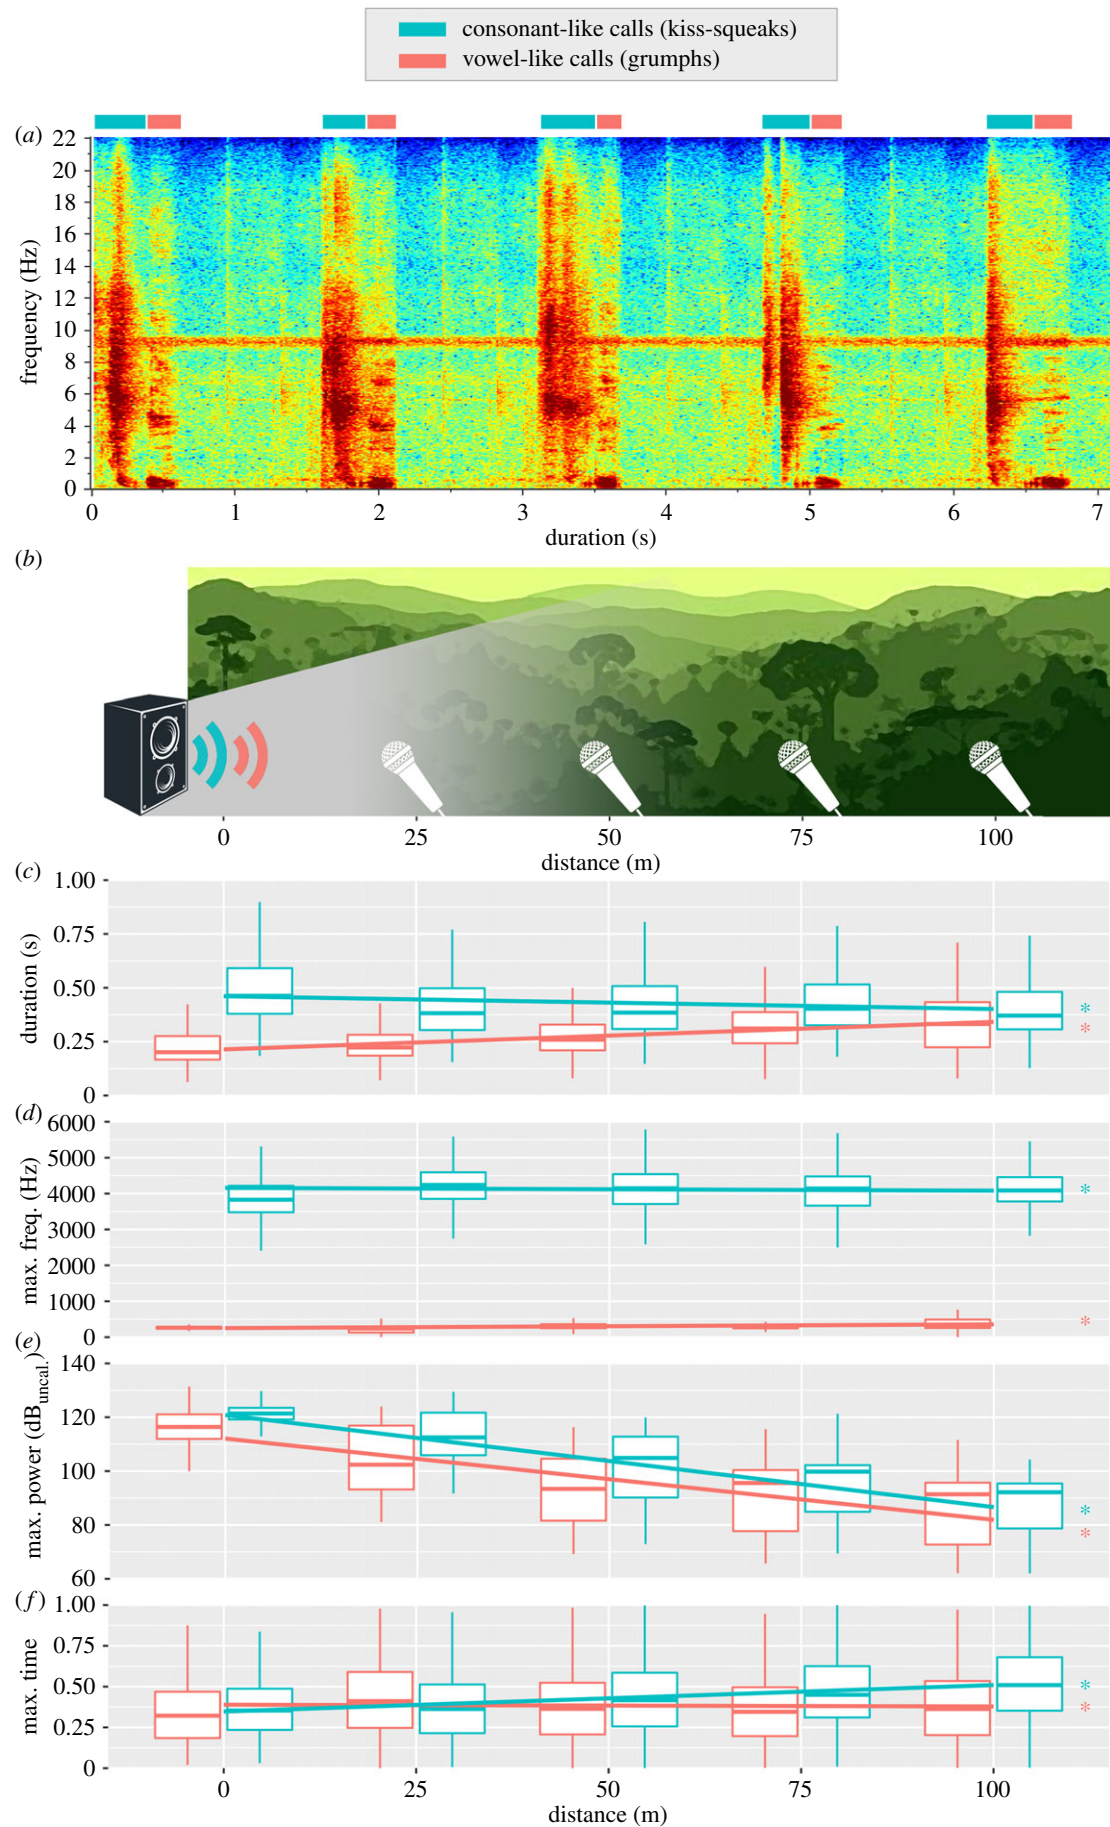 consonant-like calls (kiss-squeaks)
vowel-like calls (grumphs)
(a)
22
20
18
16
14
12
10
8
6
4
2
0
frequency (Hz)
0 1 2 3 4 5 6 7
duration (s)
(b)
0 25 50 75 100
distance (m)
(c)
1.00
0.75
0.50
0.25
0
duration (s)
*
*
(d)
6000
5000
4000
3000
2000
1000
0
max. freq. (Hz)
*
*
(e)
140
120
100
80
60
max. power (dBuncal.)
*
*
(f)
1.00
0.75
0.50
0.25
0
max. time
*
*
0 25 50 75 100
distance (m)